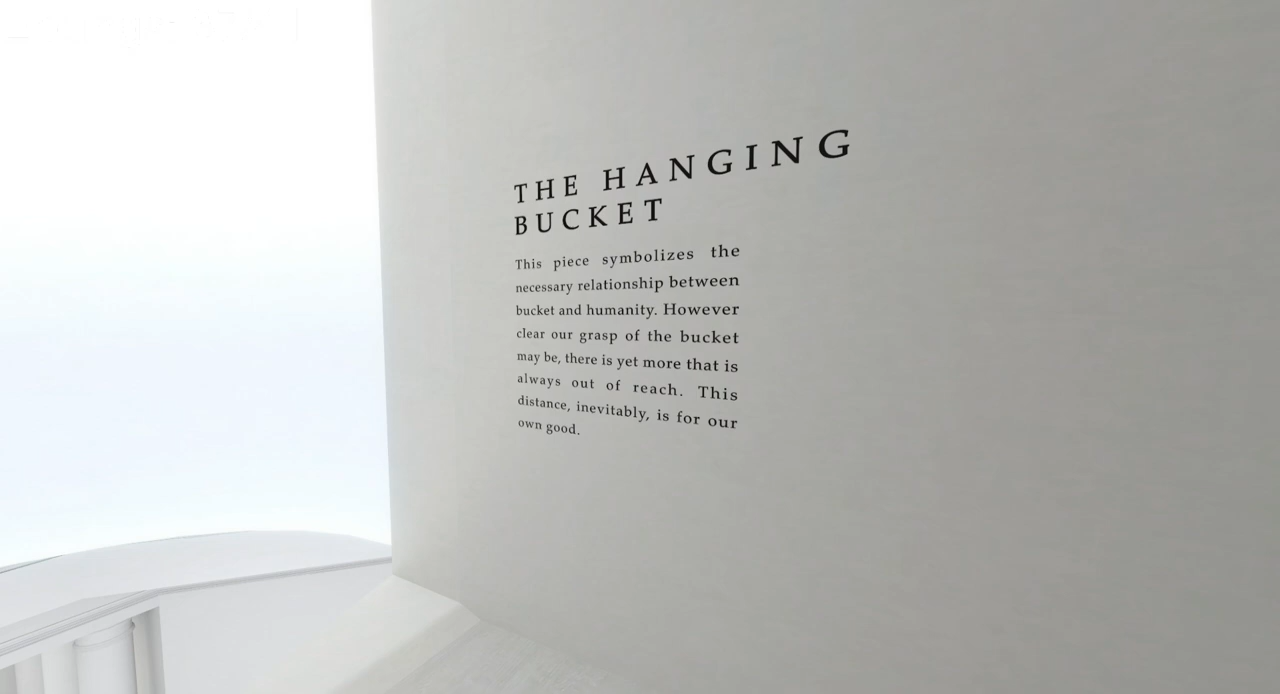 THE HANGING
BUCKET
This piece symbolizes the
necessary relationship between
bucket and humanity. However
clear our grasp of the bucket
may be, there is yet more that is
always out of reach. This
distance, inevitably, is for our
own good.